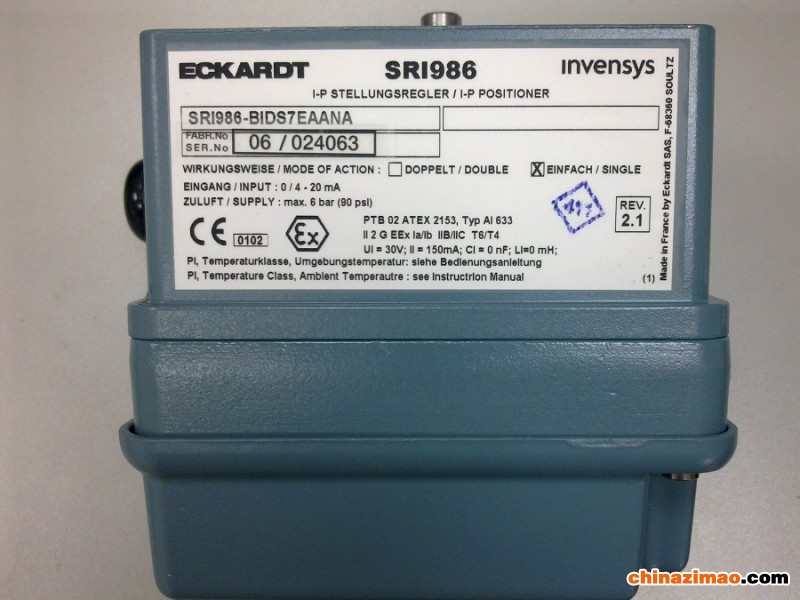 ECKARDT SRI986 invensys
I-P STELLUNGSREGLER / I-P POSITIONER
SRI986-BIDS7EAANA
FABR.No
SER.No 06 / 024063
WIRKUNGSWEISE / MODE OF ACTION : DOPPELT / DOUBLE X EINFACH / SINGLE
EINGANG / INPUT : 0 / 4 - 20 mA
ZULUFT / SUPPLY : max. 6 bar (90 psi)
REV.
2.1
CE 0102 Ex
PTB 02 ATEX 2153, Typ AI 633
II 2 G EEx ia/ib IIB/IIC T6/T4
UI = 30V; II = 150mA; CI = 0 nF; LI=0 mH;
PI, Temperaturklasse, Umgebungstemperatur: siehe Bedienungsanleitung
PI, Temperature Class, Ambient Temperautre : see Instructrion Manual
(1)
Made in France by Eckardt SAS, F-68360 SOULTZ
chinazimao.com